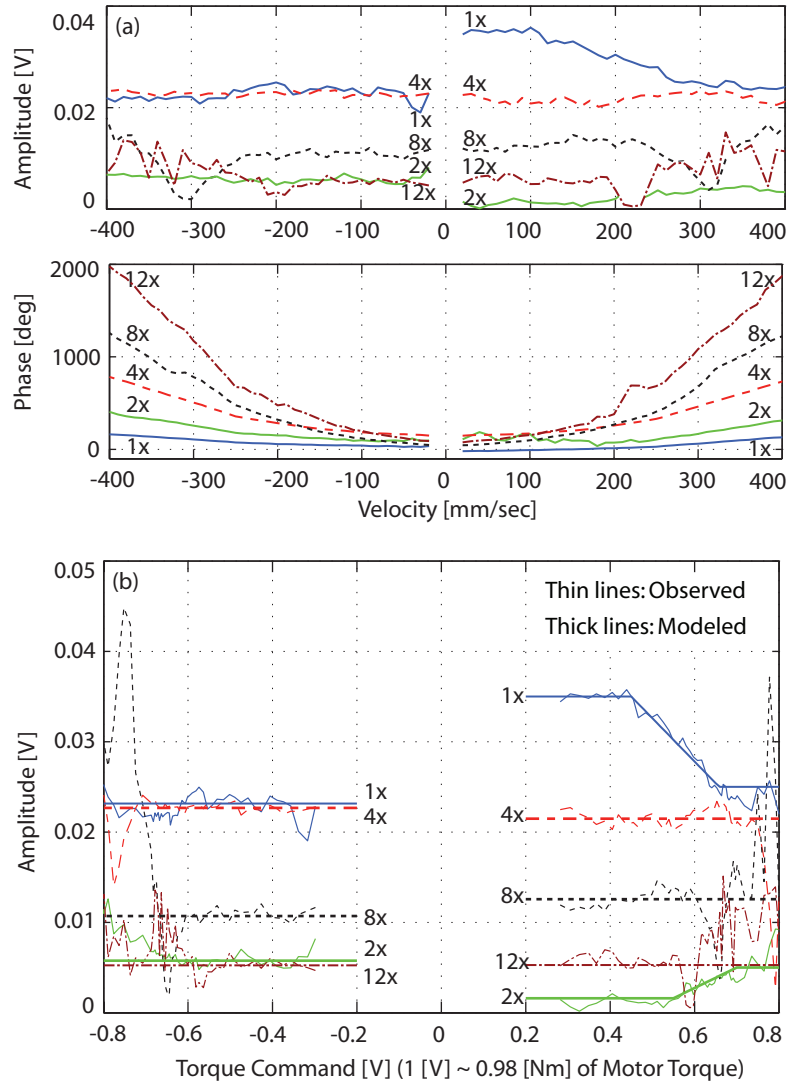 (a)
Amplitude [V]
0.04
0.02
0
1x
4x
1x
8x
2x
12x
4x
8x
12x
2x
-400 -300 -200 -100 0 100 200 300 400
Phase [deg]
2000
1000
0
12x
8x
4x
2x
1x
12x
8x
4x
2x
1x
-400 -300 -200 -100 0 100 200 300 400
Velocity [mm/sec]
(b)
Amplitude [V]
0.05
0.04
0.03
0.02
0.01
0
Thin lines: Observed
Thick lines: Modeled
1x
1x
4x
4x
8x
8x
2x
12x
12x
2x
-0.8 -0.6 -0.4 -0.2 0 0.2 0.4 0.6 0.8
Torque Command [V] (1 [V] ~ 0.98 [Nm] of Motor Torque)